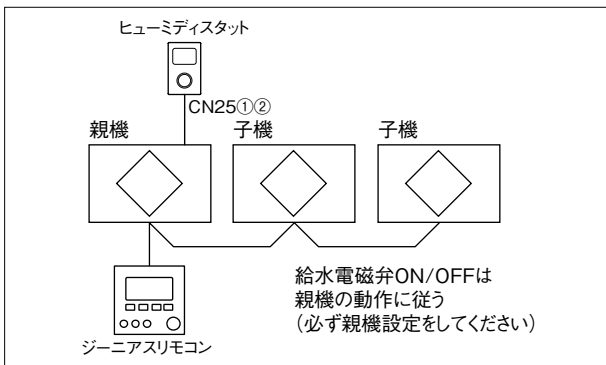 ヒューミディスタット
CN25①②
親機
子機
子機
給水電磁弁ON/OFFは
親機の動作に従う
（必ず親機設定をしてください）
ジーニアスリモコン